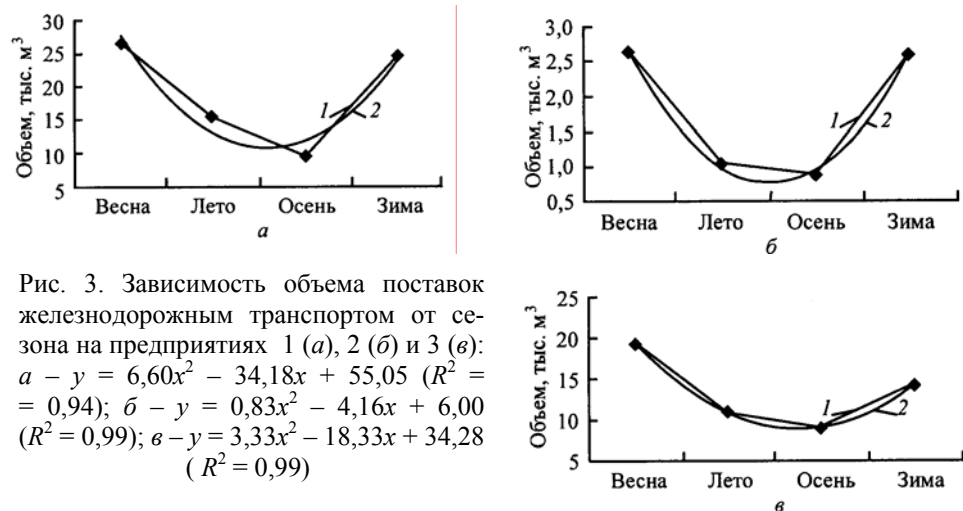 Объем, тыс. м³
30
25
20
15
10
5
1
2
Весна Лето Осень Зима
а
Объем, тыс. м³
3,0
2,5
2,0
1,5
1,0
0,5
1
2
Весна Лето Осень Зима
б
Рис. 3. Зависимость объема поставок
железнодорожным транспортом от се-
зона на предприятиях 1 (а), 2 (б) и 3 (в):
а – y = 6,60x² – 34,18x + 55,05 (R² =
= 0,94); б – y = 0,83x² – 4,16x + 6,00
(R² = 0,99); в – y = 3,33x² – 18,33x + 34,28
( R² = 0,99)
Объем, тыс. м³
25
20
15
10
5
1
2
Весна Лето Осень Зима
в